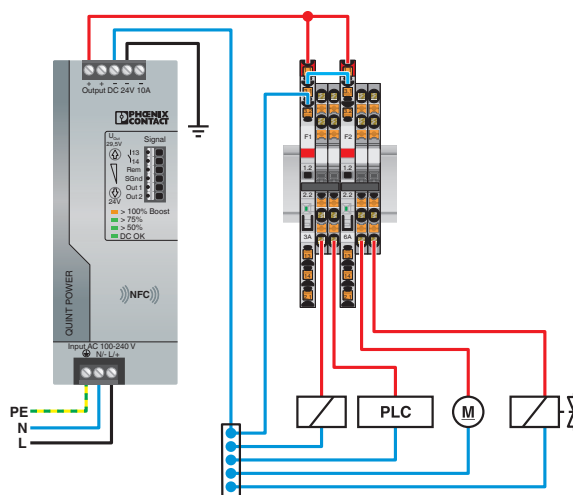 + + − − −
Output DC 24V 10A
PHŒNIX
CONTACT
UOut
29,5V
Signal
13
14
Rem
SGnd
Out 1
Out 2
24V
> 100% Boost
> 75%
> 50%
DC OK
QUINT POWER
NFC
Input AC 100-240 V
N/- L/+
PE
N
L
F1
F2
1.2
1.2
2.2
2.2
3A
6A
PLC
M